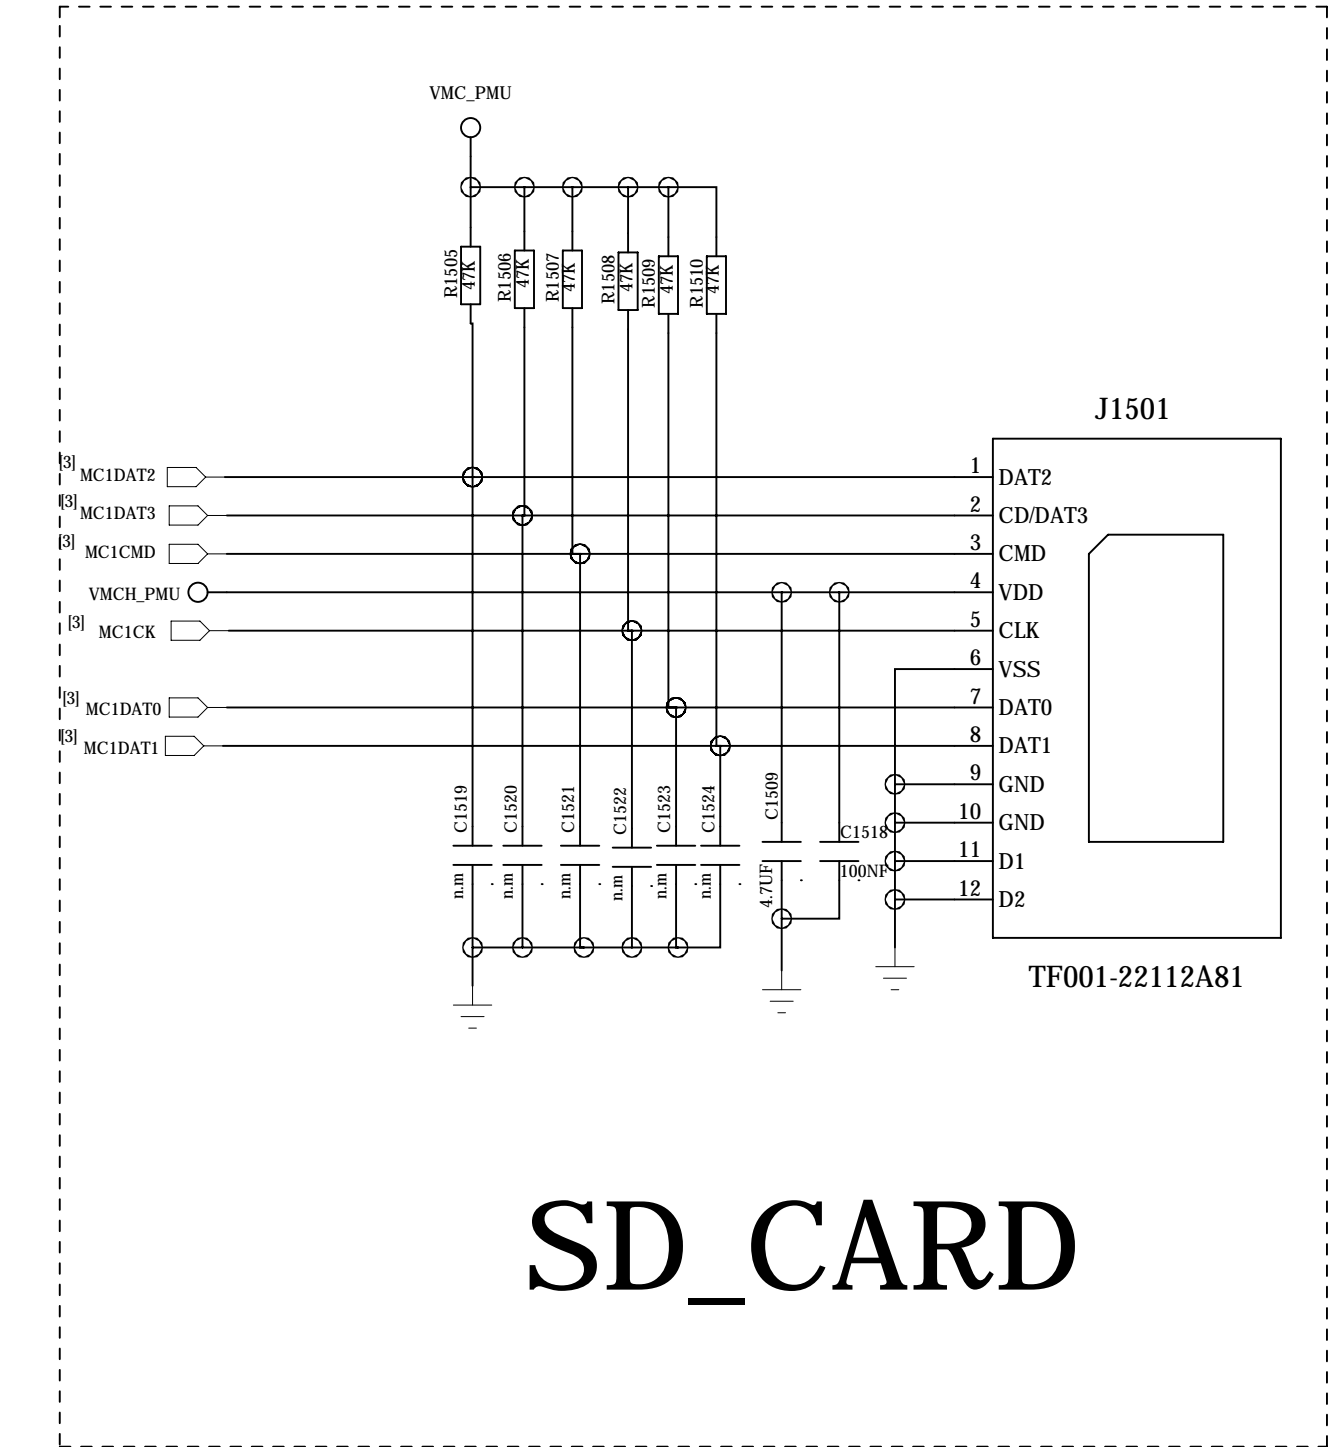 VMC_PMU
R1505
47K
R1506
47K
R1507
47K
R1508
47K
R1509
47K
R1510
47K
J1501
[3] MC1DAT2
1 DAT2
[3] MC1DAT3
2 CD/DAT3
[3] MC1CMD
3 CMD
VMCH_PMU
4 VDD
[3] MC1CK
5 CLK
6 VSS
[3] MC1DAT0
7 DAT0
[3] MC1DAT1
8 DAT1
9 GND
10 GND
11 D1
12 D2
C1519
n.m
C1520
n.m
C1521
n.m
C1522
n.m
C1523
n.m
C1524
n.m
C1509
4.7UF
C1518
100NF
TF001-22112A81
SD_CARD